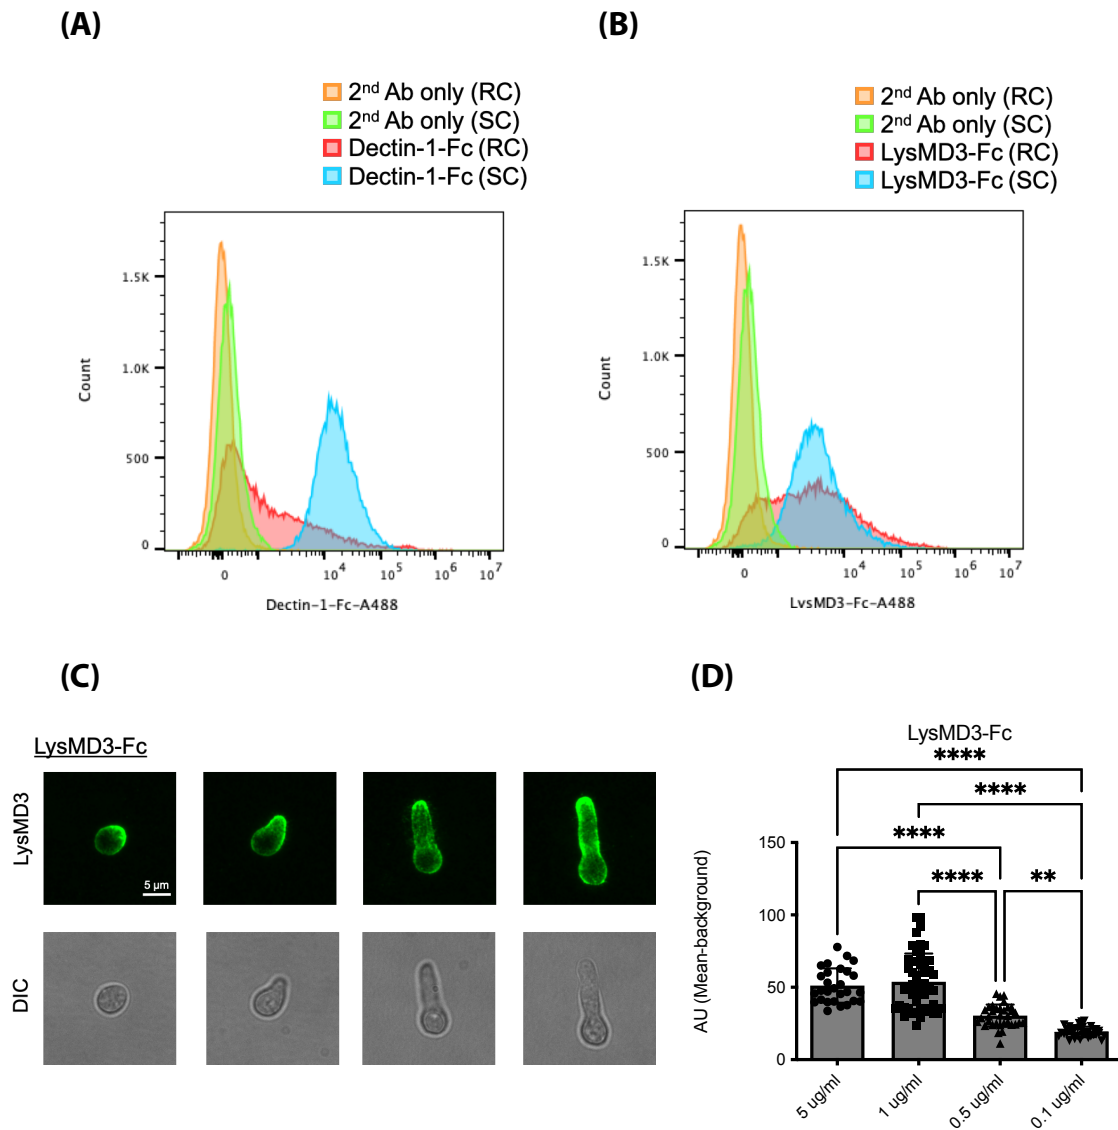 (A)
2nd Ab only (RC)
2nd Ab only (SC)
Dectin-1-Fc (RC)
Dectin-1-Fc (SC)
1.5K
1.0K
500
0
Count
0 10^4 10^5 10^6 10^7
Dectin-1-Fc-A488
(B)
2nd Ab only (RC)
2nd Ab only (SC)
LysMD3-Fc (RC)
LysMD3-Fc (SC)
1.5K
1.0K
500
0
Count
0 10^4 10^5 10^6 10^7
LysMD3-Fc-A488
(C)
LysMD3-Fc
LysMD3
5 µm
DIC
(D)
LysMD3-Fc
****
****
****
**** **
150
100
50
0
AU (Mean-background)
5 ug/ml 1 ug/ml 0.5 ug/ml 0.1 ug/ml